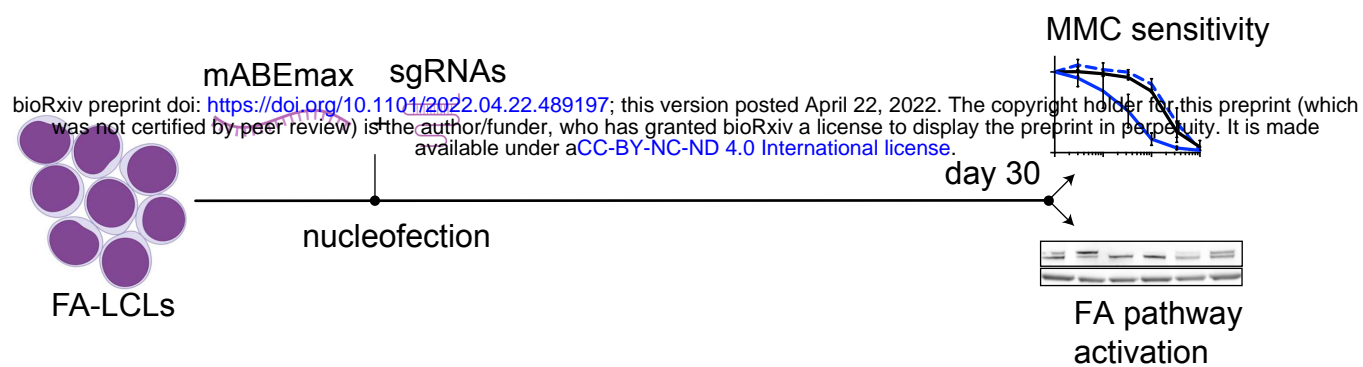 MMC sensitivity
mABEmax
sgRNAs
bioRxiv preprint doi: https://doi.org/10.1101/2022.04.22.489197; this version posted April 22, 2022. The copyright holder for this preprint (which
was not certified by peer review) is the author/funder, who has granted bioRxiv a license to display the preprint in perpetuity. It is made
available under aCC-BY-NC-ND 4.0 International license.
+
day 30
nucleofection
FA-LCLs
FA pathway
activation